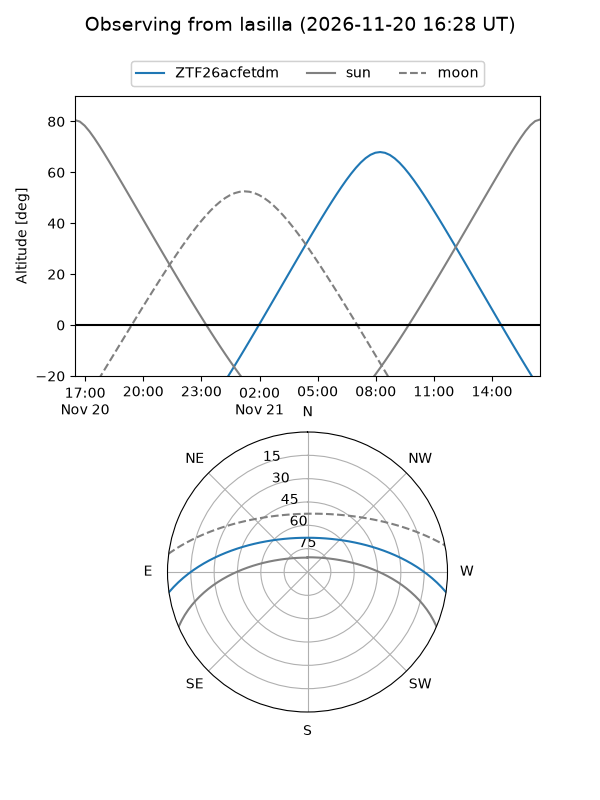 Observing from lasilla (2026-11-20 16:28 UT)
ZTF26acfetdm sun moon
Altitude [deg]
80
60
40
20
0
−20
17:00 20:00 23:00 02:00 05:00 08:00 11:00 14:00
Nov 20 Nov 21
N
NE NW
15
30
45
60
75
E W
SE SW
S